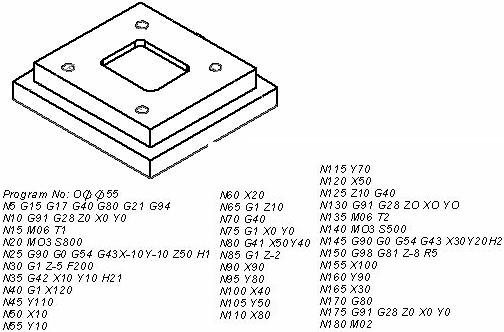 Program No: OØØ55
N5 G15 G17 G40 G80 G21 G94
N10 G91 G28 Z0 X0 Y0
N15 M06 T1
N20 MO3 S800
N25 G90 G0 G54 G43X-10Y-10 Z50 H1
N30 G1 Z-5 F200
N35 G42 X10 Y10 H21
N40 G1 X120
N45 Y110
N50 X10
N55 Y10
N60 X20
N65 G1 Z10
N70 G40
N75 G1 X0 Y0
N80 G41 X50Y40
N85 G1 Z-2
N90 X90
N95 Y80
N100 X40
N105 Y50
N110 X80
N115 Y70
N120 X50
N125 Z10 G40
N130 G91 G28 ZO XO YO
N135 M06 T2
N140 MO3 S500
N145 G90 G0 G54 G43 X30Y20H2
N150 G98 G81 Z-8 R5
N155 X100
N160 Y90
N165 X30
N170 G80
N175 G91 G28 Z0 X0 Y0
N180 M02